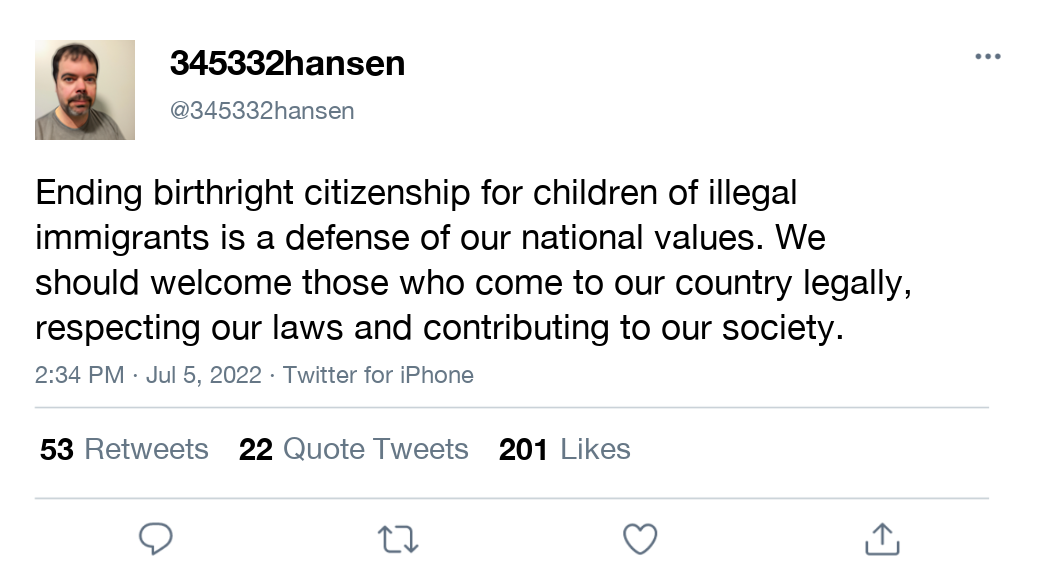 345332hansen
@345332hansen
Ending birthright citizenship for children of illegal
immigrants is a defense of our national values. We
should welcome those who come to our country legally,
respecting our laws and contributing to our society.
2:34 PM · Jul 5, 2022 · Twitter for iPhone
53 Retweets 22 Quote Tweets 201 Likes